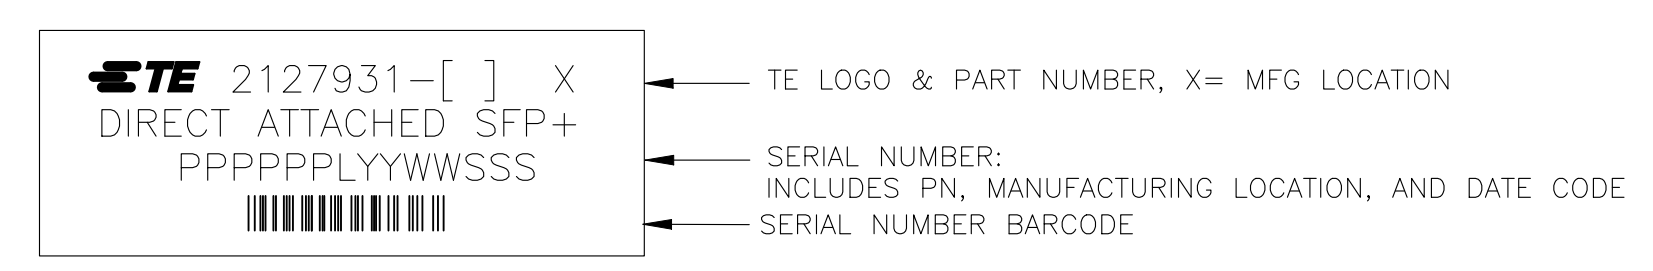 TE 2127931-[ ] X
DIRECT ATTACHED SFP+
PPPPPPLYYWWSSS
TE LOGO & PART NUMBER, X= MFG LOCATION
SERIAL NUMBER:
INCLUDES PN, MANUFACTURING LOCATION, AND DATE CODE
SERIAL NUMBER BARCODE